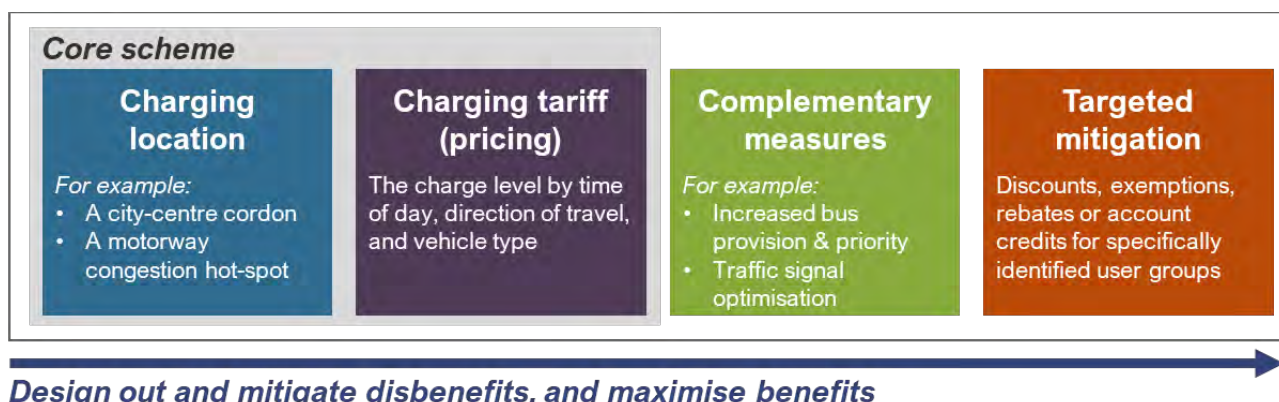 Core scheme
Charging
location
For example:
• A city-centre cordon
• A motorway
congestion hot-spot
Charging tariff
(pricing)
The charge level by time
of day, direction of travel,
and vehicle type
Complementary
measures
For example:
• Increased bus
provision & priority
• Traffic signal
optimisation
Targeted
mitigation
Discounts, exemptions,
rebates or account
credits for specifically
identified user groups
Design out and mitigate disbenefits, and maximise benefits